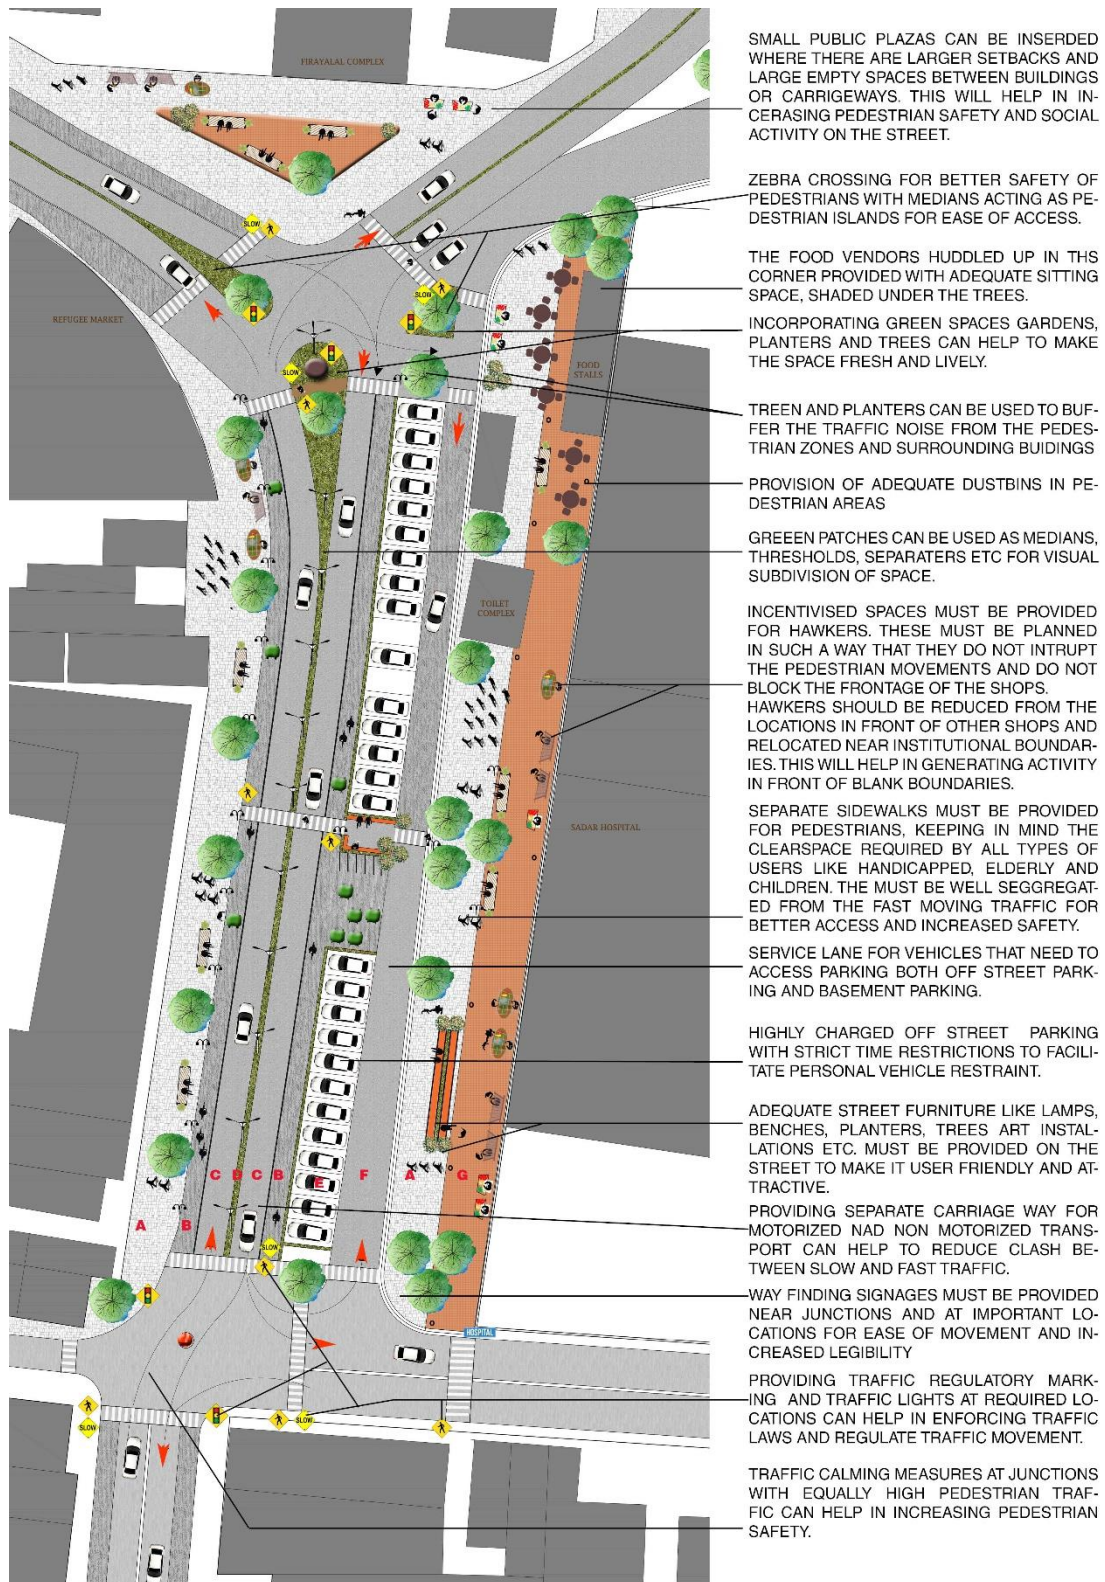 SMALL PUBLIC PLAZAS CAN BE INSERDED
WHERE THERE ARE LARGER SETBACKS AND
LARGE EMPTY SPACES BETWEEN BUILDINGS
OR CARRIGEWAYS. THIS WILL HELP IN IN-
CERASING PEDESTRIAN SAFETY AND SOCIAL
ACTIVITY ON THE STREET.
ZEBRA CROSSING FOR BETTER SAFETY OF
PEDESTRIANS WITH MEDIANS ACTING AS PE-
DESTRIAN ISLANDS FOR EASE OF ACCESS.
THE FOOD VENDORS HUDDLED UP IN THS
CORNER PROVIDED WITH ADEQUATE SITTING
SPACE, SHADED UNDER THE TREES.
INCORPORATING GREEN SPACES GARDENS,
PLANTERS AND TREES CAN HELP TO MAKE
THE SPACE FRESH AND LIVELY.
TREEN AND PLANTERS CAN BE USED TO BUF-
FER THE TRAFFIC NOISE FROM THE PEDES-
TRIAN ZONES AND SURROUNDING BUIDINGS
PROVISION OF ADEQUATE DUSTBINS IN PE-
DESTRIAN AREAS
GREEEN PATCHES CAN BE USED AS MEDIANS,
THRESHOLDS, SEPARATERS ETC FOR VISUAL
SUBDIVISION OF SPACE.
INCENTIVISED SPACES MUST BE PROVIDED
FOR HAWKERS. THESE MUST BE PLANNED
IN SUCH A WAY THAT THEY DO NOT INTRUPT
THE PEDESTRIAN MOVEMENTS AND DO NOT
BLOCK THE FRONTAGE OF THE SHOPS.
HAWKERS SHOULD BE REDUCED FROM THE
LOCATIONS IN FRONT OF OTHER SHOPS AND
RELOCATED NEAR INSTITUTIONAL BOUNDAR-
IES. THIS WILL HELP IN GENERATING ACTIVITY
IN FRONT OF BLANK BOUNDARIES.
SEPARATE SIDEWALKS MUST BE PROVIDED
FOR PEDESTRIANS, KEEPING IN MIND THE
CLEARSPACE REQUIRED BY ALL TYPES OF
USERS LIKE HANDICAPPED, ELDERLY AND
CHILDREN. THE MUST BE WELL SEGGREGAT-
ED FROM THE FAST MOVING TRAFFIC FOR
BETTER ACCESS AND INCREASED SAFETY.
SERVICE LANE FOR VEHICLES THAT NEED TO
ACCESS PARKING BOTH OFF STREET PARK-
ING AND BASEMENT PARKING.
HIGHLY CHARGED OFF STREET PARKING
WITH STRICT TIME RESTRICTIONS TO FACILI-
TATE PERSONAL VEHICLE RESTRAINT.
ADEQUATE STREET FURNITURE LIKE LAMPS,
BENCHES, PLANTERS, TREES ART INSTAL-
LATIONS ETC. MUST BE PROVIDED ON THE
STREET TO MAKE IT USER FRIENDLY AND AT-
TRACTIVE.
PROVIDING SEPARATE CARRIAGE WAY FOR
MOTORIZED NAD NON MOTORIZED TRANS-
PORT CAN HELP TO REDUCE CLASH BE-
TWEEN SLOW AND FAST TRAFFIC.
WAY FINDING SIGNAGES MUST BE PROVIDED
NEAR JUNCTIONS AND AT IMPORTANT LO-
CATIONS FOR EASE OF MOVEMENT AND IN-
CREASED LEGIBILITY
PROVIDING TRAFFIC REGULATORY MARK-
ING AND TRAFFIC LIGHTS AT REQUIRED LO-
CATIONS CAN HELP IN ENFORCING TRAFFIC
LAWS AND REGULATE TRAFFIC MOVEMENT.
TRAFFIC CALMING MEASURES AT JUNCTIONS
WITH EQUALLY HIGH PEDESTRIAN TRAF-
FIC CAN HELP IN INCREASING PEDESTRIAN
SAFETY.
FIRAYALAL COMPLEX
SLOW
SLOW
REFUGEE MARKET
SLOW
FOOD
STALLS
TOILET
COMPLEX
SADAR HOSPITAL
C D C B E F A G
A B
SLOW
HOSPITAL
SLOW
SLOW